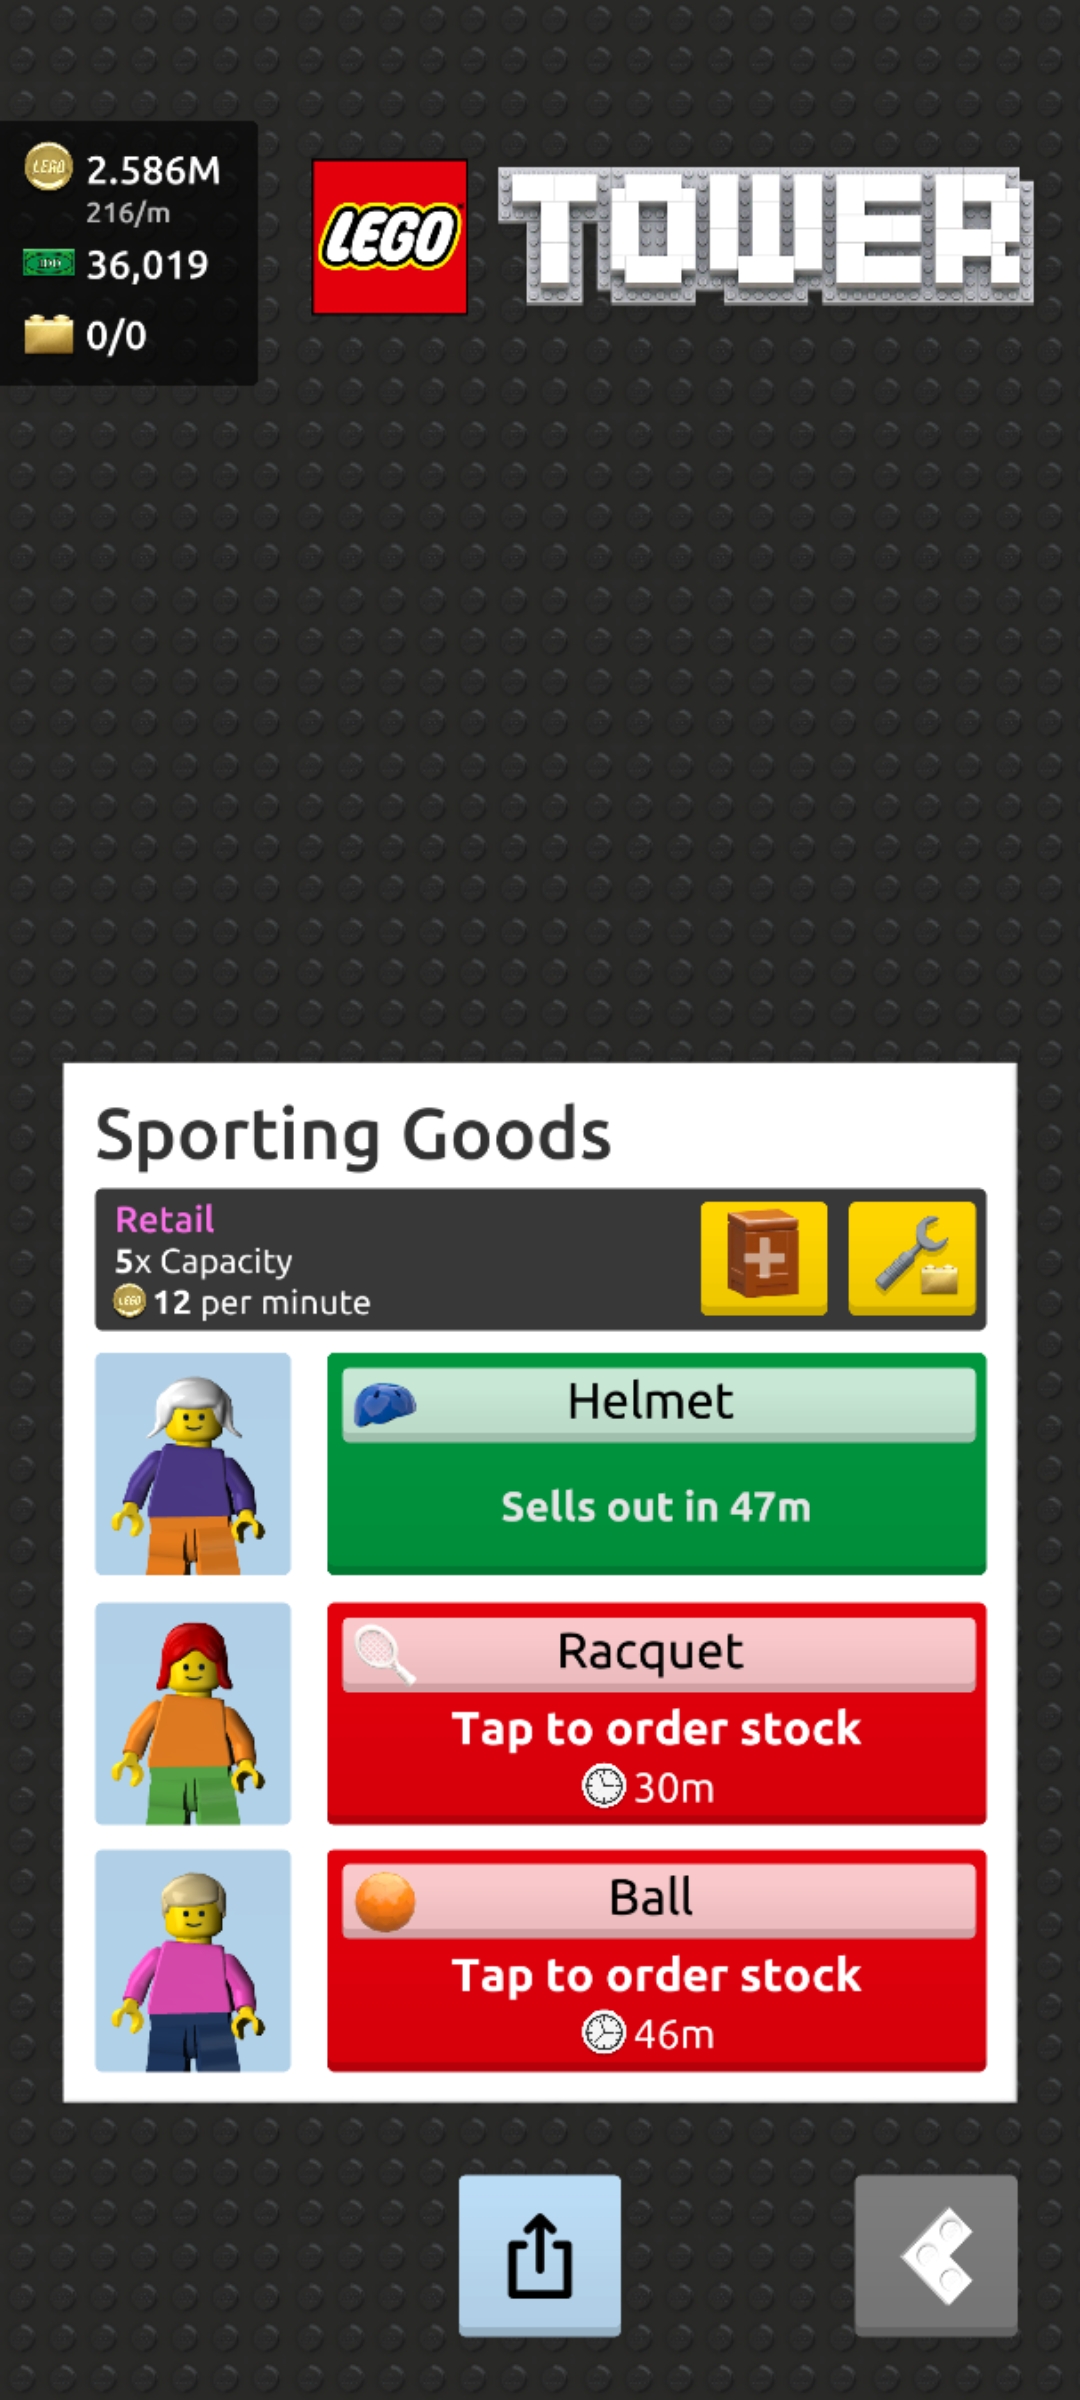 2.586M
216/m
36,019
0/0
LEGO TOWER
Sporting Goods
Retail
5x Capacity
12 per minute
Helmet
Sells out in 47m
Racquet
Tap to order stock
30m
Ball
Tap to order stock
46m